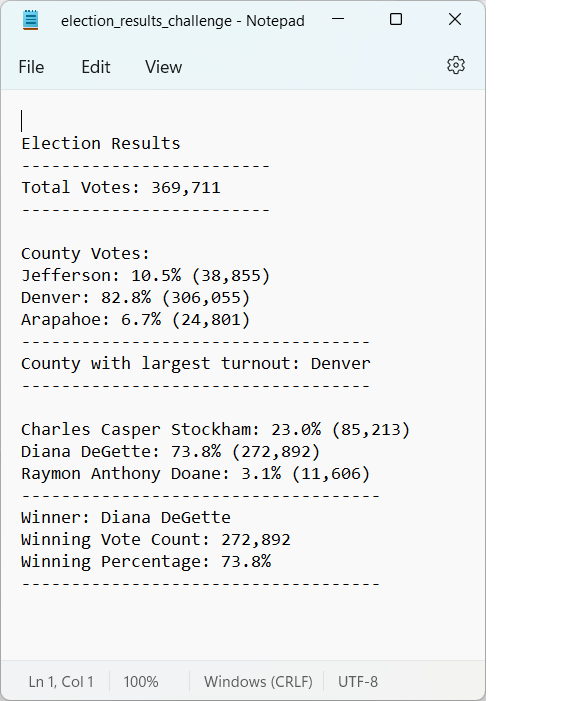 election_results_challenge - Notepad
File Edit View
Election Results
-------------------------
Total Votes: 369,711
-------------------------
County Votes:
Jefferson: 10.5% (38,855)
Denver: 82.8% (306,055)
Arapahoe: 6.7% (24,801)
-----------------------------------
County with largest turnout: Denver
-----------------------------------
Charles Casper Stockham: 23.0% (85,213)
Diana DeGette: 73.8% (272,892)
Raymon Anthony Doane: 3.1% (11,606)
------------------------------------
Winner: Diana DeGette
Winning Vote Count: 272,892
Winning Percentage: 73.8%
------------------------------------
Ln 1, Col 1 100% Windows (CRLF) UTF-8